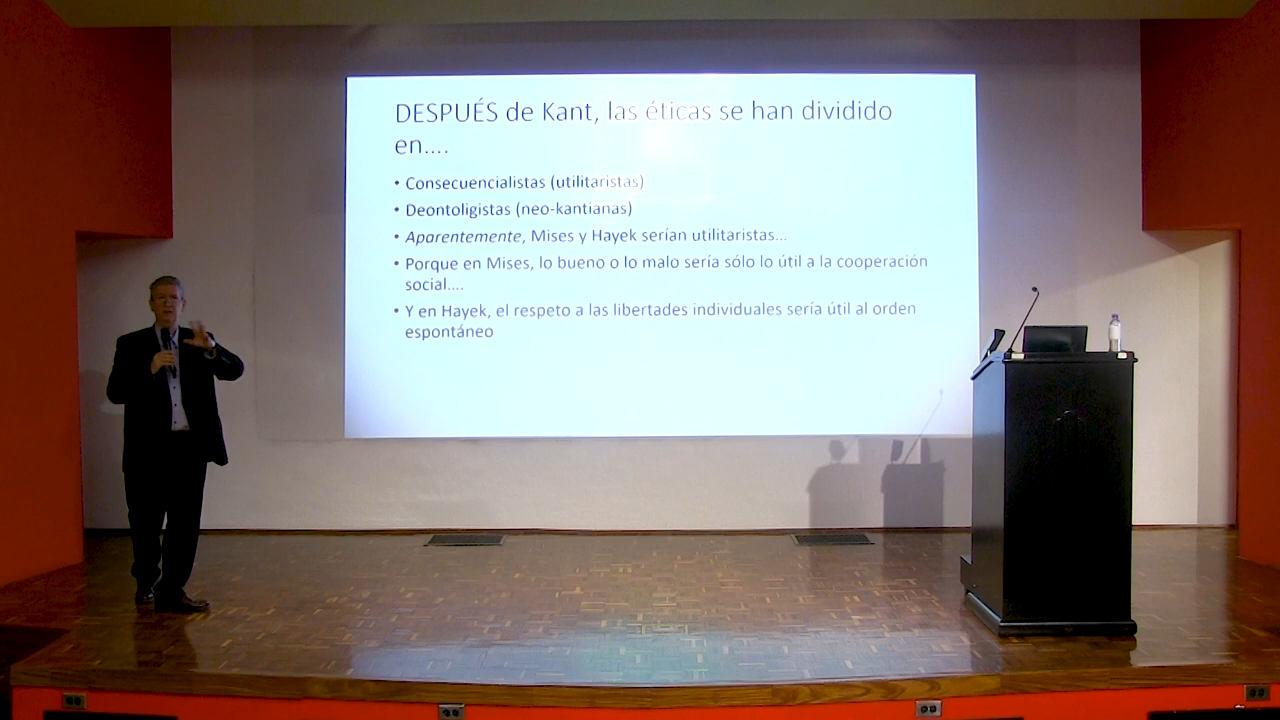 DESPUÉS de Kant, las éticas se han dividido
en....
• Consecuencialistas (utilitaristas)
• Deontoligistas (neo-kantianas)
• Aparentemente, Mises y Hayek serían utilitaristas...
• Porque en Mises, lo bueno o lo malo sería sólo lo útil a la cooperación
social....
• Y en Hayek, el respeto a las libertades individuales sería útil al orden
espontáneo